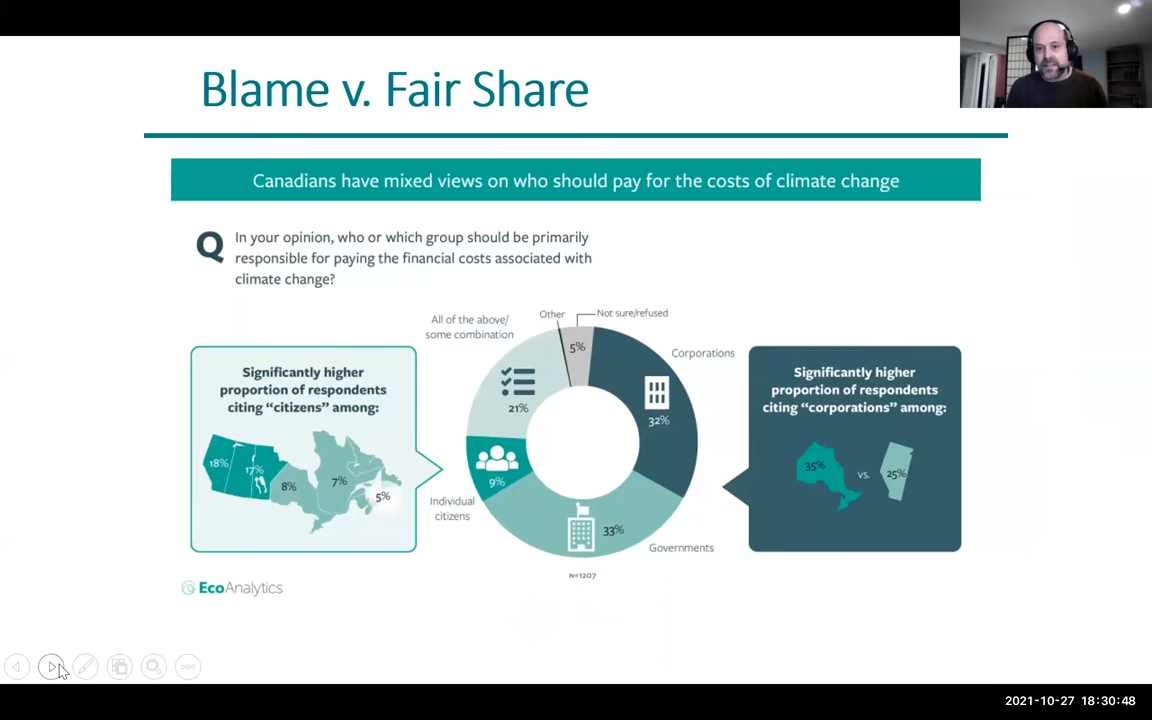 Blame v. Fair Share
Canadians have mixed views on who should pay for the costs of climate change
Q
In your opinion, who or which group should be primarily
responsible for paying the financial costs associated with
climate change?
All of the above/
some combination
Other
Not sure/refused
Corporations
5%
21%
32%
9%
33%
Individual
citizens
Governments
N=1207
Significantly higher
proportion of respondents
citing “citizens” among:
18%
17%
8%
7%
5%
Significantly higher
proportion of respondents
citing “corporations” among:
35%
vs.
25%
EcoAnalytics
2021-10-27 18:30:48